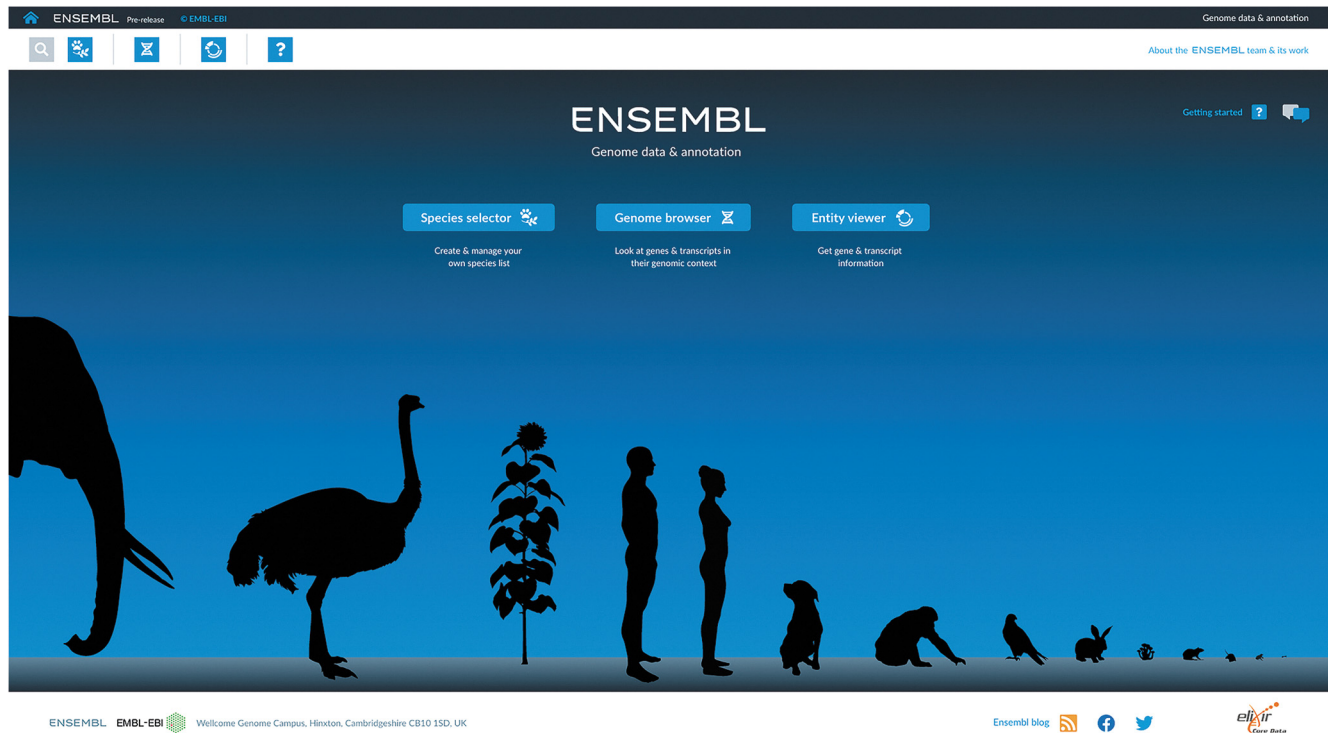 ENSEMBL Pre-release © EMBL-EBI Genome data & annotation
?
About the ENSEMBL team & its work
ENSEMBL
Genome data & annotation
Getting started ?
Species selector
Create & manage your
own species list
Genome browser
Look at genes & transcripts in
their genomic context
Entity viewer
Get gene & transcript
information
ENSEMBL EMBL-EBI Wellcome Genome Campus, Hinxton, Cambridgeshire CB10 1SD, UK
Ensembl blog
elixir
Core Data